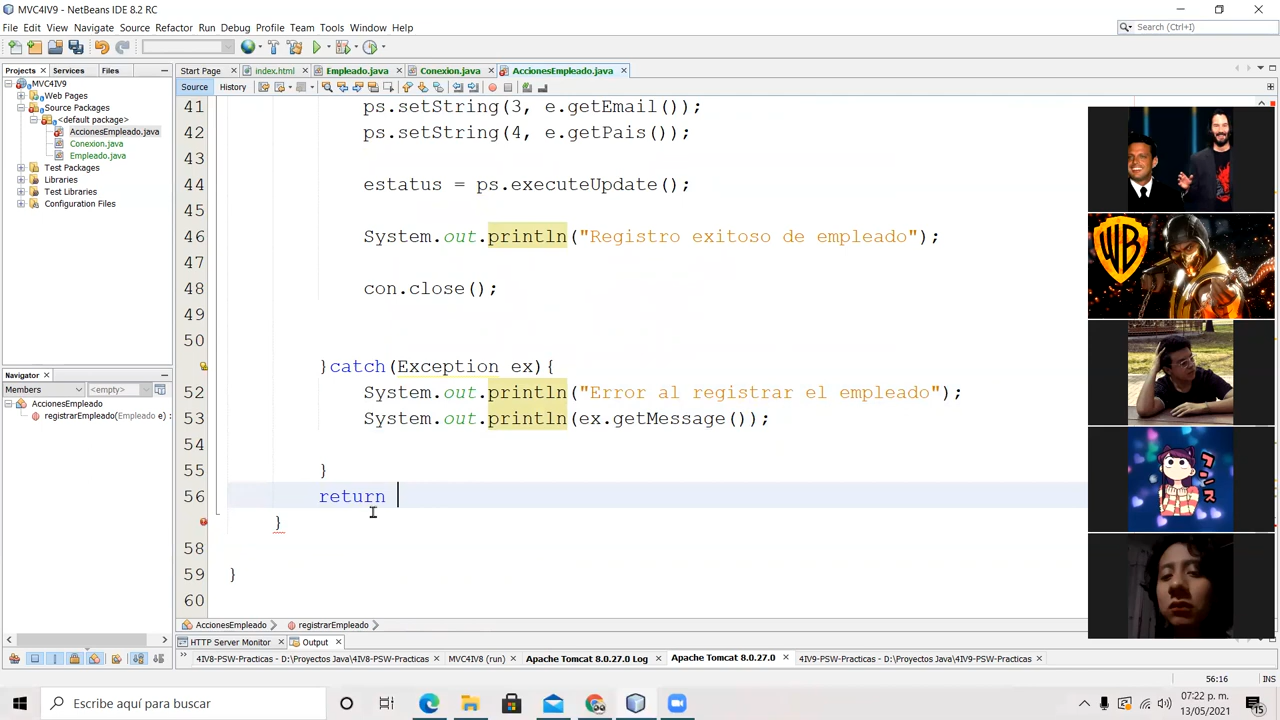 MVC4IV9 - NetBeans IDE 8.2 RC
File Edit View Navigate Source Refactor Run Debug Profile Team Tools Window Help
Search (Ctrl+I)
Projects Services Files
Start Page index.html Empleado.java Conexion.java AccionesEmpleado.java
Source History
MVC4IV9
Web Pages
Source Packages
<default package>
AccionesEmpleado.java
Conexion.java
Empleado.java
Test Packages
Libraries
Test Libraries
Configuration Files
Navigator
Members <empty>
AccionesEmpleado
registrarEmpleado(Empleado e) :
41 ps.setString(3, e.getEmail());
42 ps.setString(4, e.getPais());
43
44 estatus = ps.executeUpdate();
45
46 System.out.println("Registro exitoso de empleado");
47
48 con.close();
49
50
}catch(Exception ex){
52 System.out.println("Error al registrar el empleado");
53 System.out.println(ex.getMessage());
54
55 }
56 return
}
58
59 }
60
WB
コンス
AccionesEmpleado registrarEmpleado
HTTP Server Monitor Output
4IV8-PSW-Practicas - D:\Proyectos Java\4IV8-PSW-Practicas MVC4IV8 (run) Apache Tomcat 8.0.27.0 Log Apache Tomcat 8.0.27.0 4IV9-PSW-Practicas - D:\Proyectos Java\4IV9-PSW-Practicas
56:16 INS
Escribe aquí para buscar
07:22 p. m.
13/05/2021
15